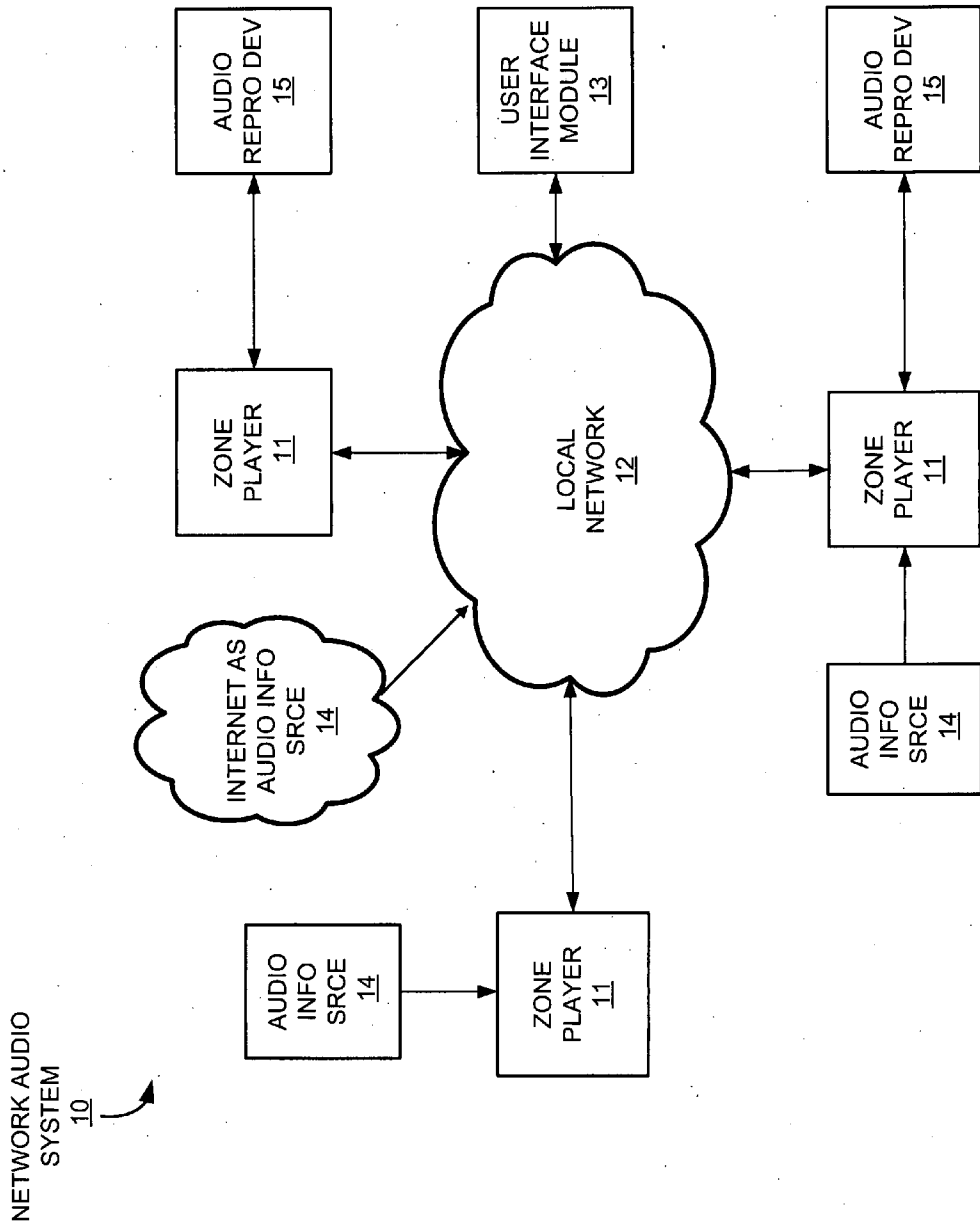 NETWORK AUDIO
SYSTEM
10
AUDIO
INFO
SRCE
14
INTERNET AS
AUDIO INFO
SRCE
14
ZONE
PLAYER
11
AUDIO
REPRO DEV
15
ZONE
PLAYER
11
LOCAL
NETWORK
12
USER
INTERFACE
MODULE
13
AUDIO
INFO
SRCE
14
ZONE
PLAYER
11
AUDIO
REPRO DEV
15